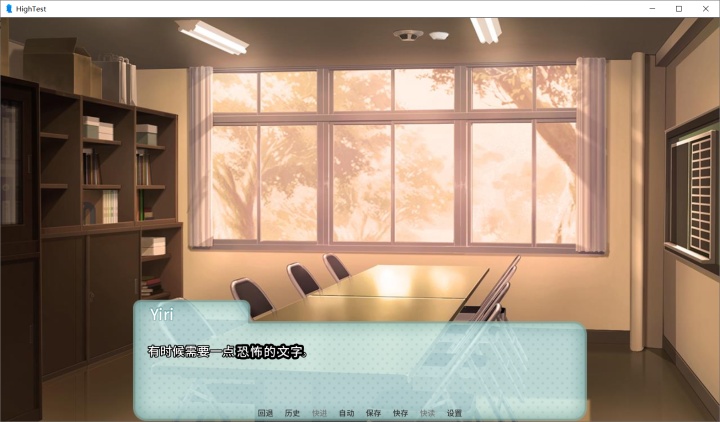 HighTest
Yiri
有时候需要一点恐怖的文字。
回退 历史 快进 自动 保存 快存 快读 设置